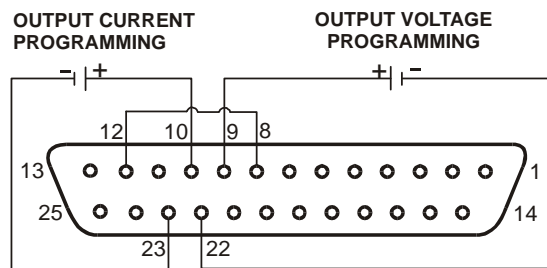 OUTPUT CURRENT
PROGRAMMING
OUTPUT VOLTAGE
PROGRAMMING
- +
+ -
12 10 9 8
13 1
25 14
23 22